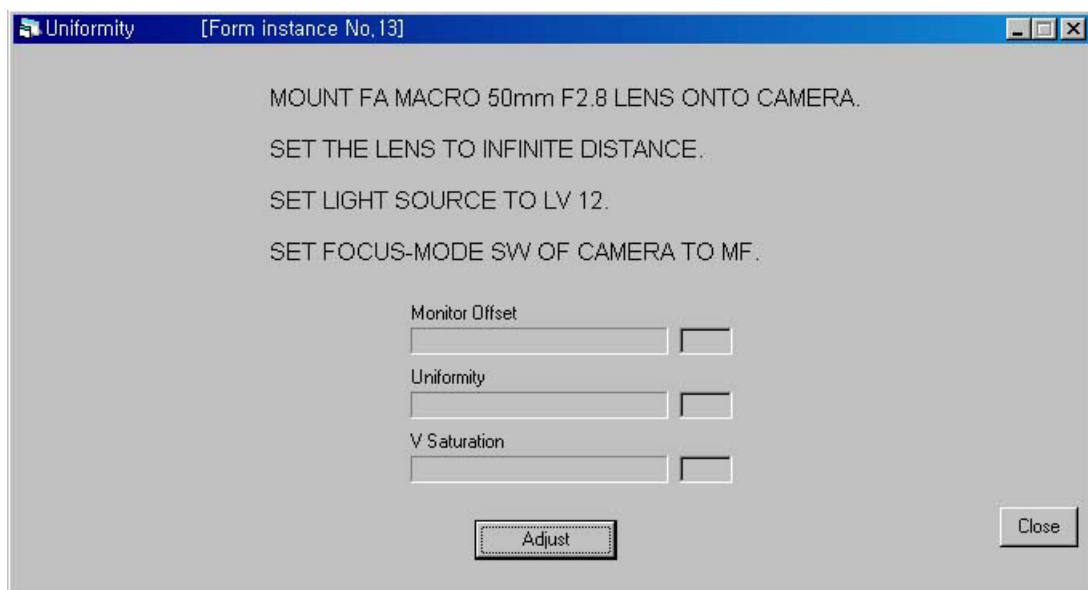 Uniformity [Form instance No,13]
MOUNT FA MACRO 50mm F2.8 LENS ONTO CAMERA.
SET THE LENS TO INFINITE DISTANCE.
SET LIGHT SOURCE TO LV 12.
SET FOCUS-MODE SW OF CAMERA TO MF.
Monitor Offset
Uniformity
V Saturation
Adjust
Close